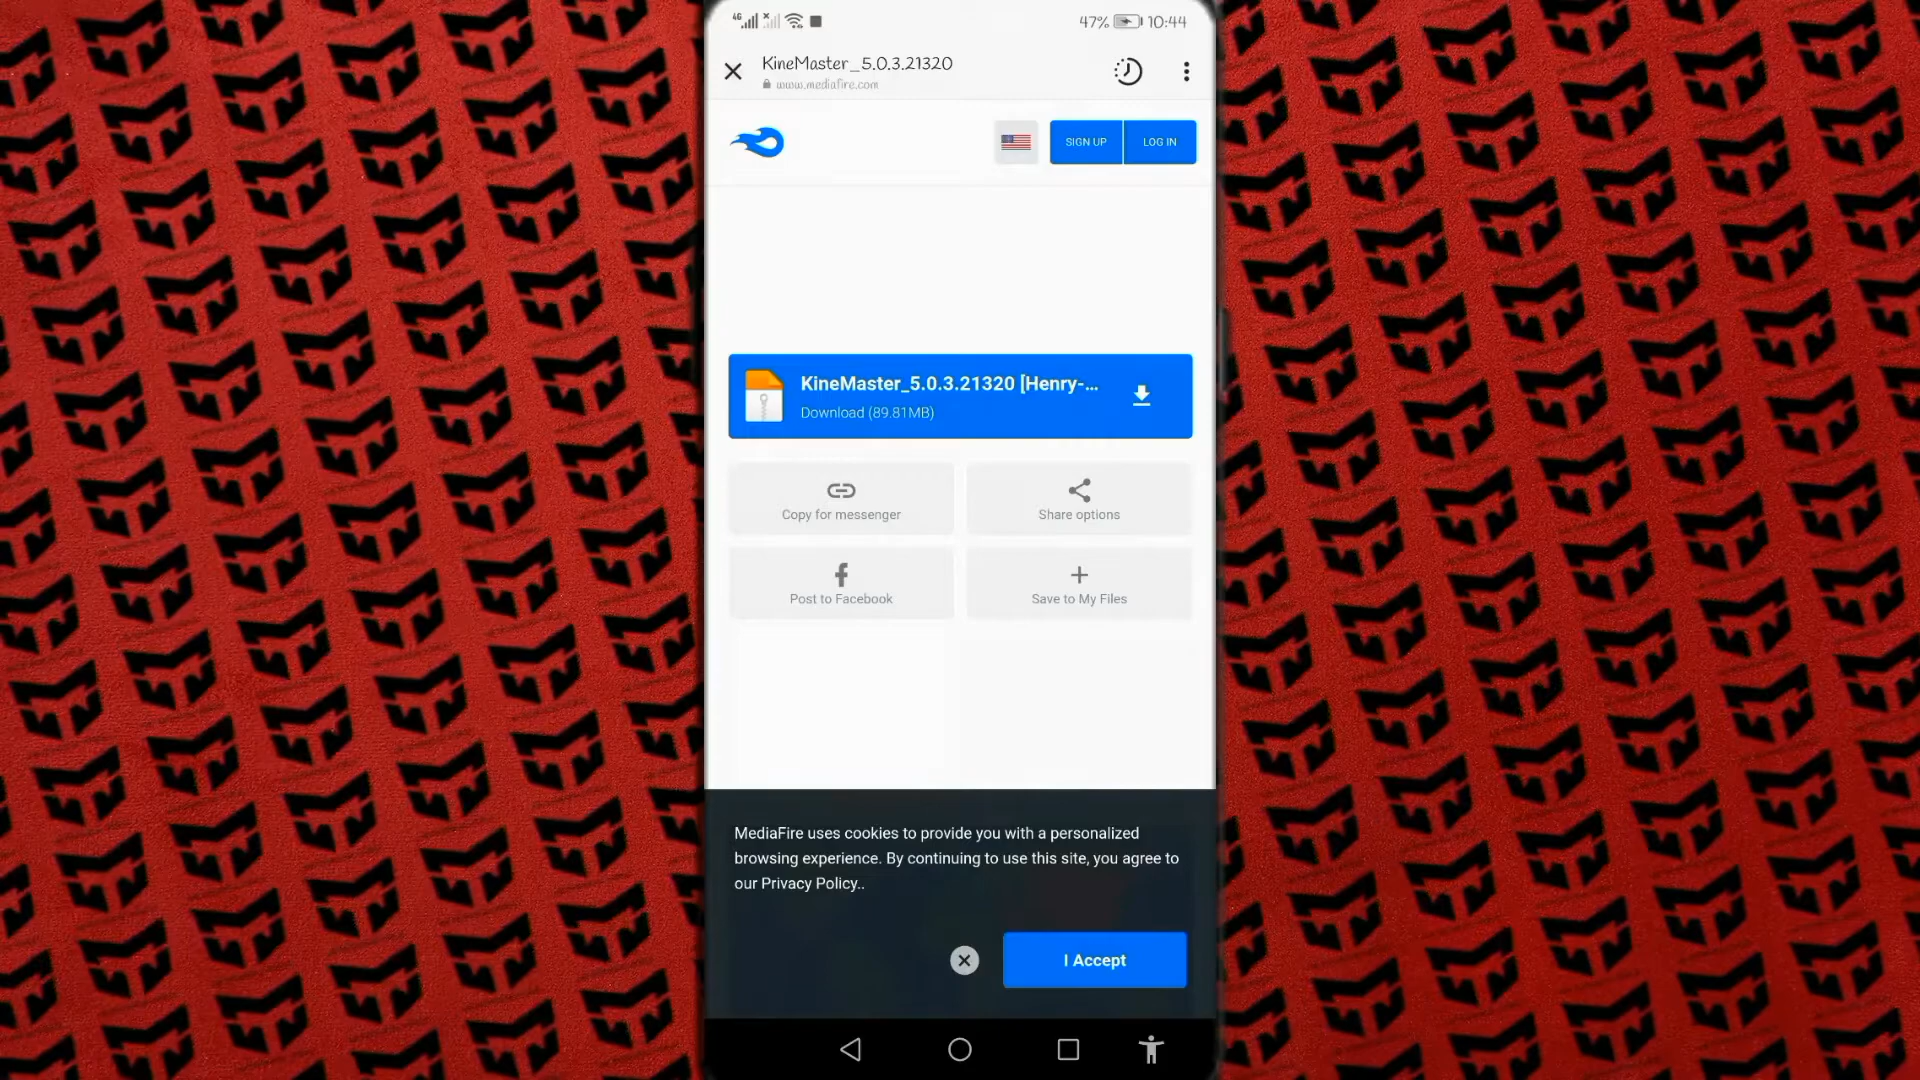 4G 47% 10:44
KineMaster_5.0.3.21320
www.mediafire.com
SIGN UP LOG IN
KineMaster_5.0.3.21320 [Henry-...
Download (89.81MB)
Copy for messenger Share options
Post to Facebook Save to My Files
MediaFire uses cookies to provide you with a personalized
browsing experience. By continuing to use this site, you agree to
our Privacy Policy..
I Accept